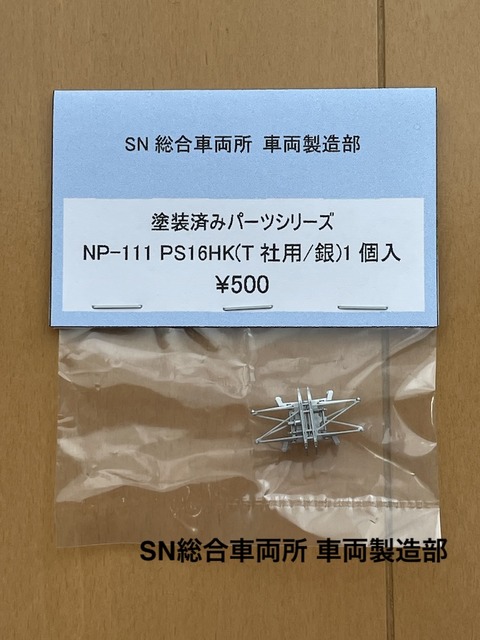 SN 総合車両所 車両製造部
塗装済みパーツシリーズ
NP-111 PS16HK(T 社用/銀)1 個入
¥500
SN総合車両所 車両製造部